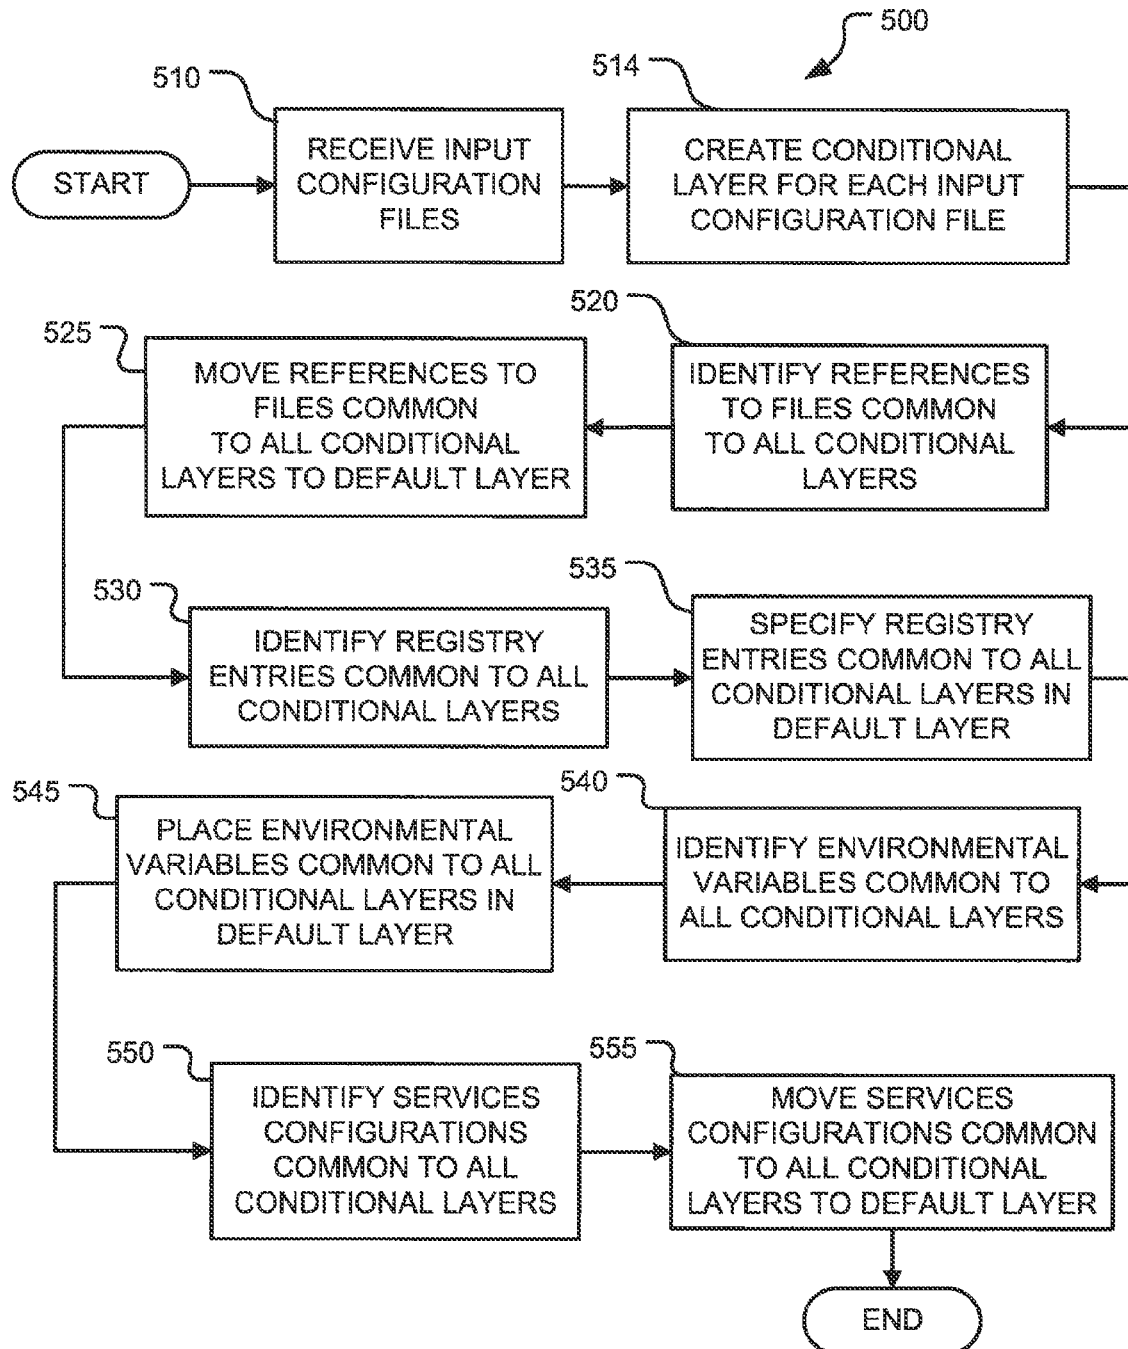 500
510
514
START
RECEIVE INPUT
CONFIGURATION
FILES
CREATE CONDITIONAL
LAYER FOR EACH INPUT
CONFIGURATION FILE
525
520
MOVE REFERENCES TO
FILES COMMON
TO ALL CONDITIONAL
LAYERS TO DEFAULT LAYER
IDENTIFY REFERENCES
TO FILES COMMON
TO ALL CONDITIONAL
LAYERS
530
535
IDENTIFY REGISTRY
ENTRIES COMMON TO ALL
CONDITIONAL LAYERS
SPECIFY REGISTRY
ENTRIES COMMON TO ALL
CONDITIONAL LAYERS IN
DEFAULT LAYER
545
540
PLACE ENVIRONMENTAL
VARIABLES COMMON TO ALL
CONDITIONAL LAYERS IN
DEFAULT LAYER
IDENTIFY ENVIRONMENTAL
VARIABLES COMMON TO
ALL CONDITIONAL LAYERS
550
555
IDENTIFY SERVICES
CONFIGURATIONS
COMMON TO ALL
CONDITIONAL LAYERS
MOVE SERVICES
CONFIGURATIONS COMMON
TO ALL CONDITIONAL
LAYERS TO DEFAULT LAYER
END